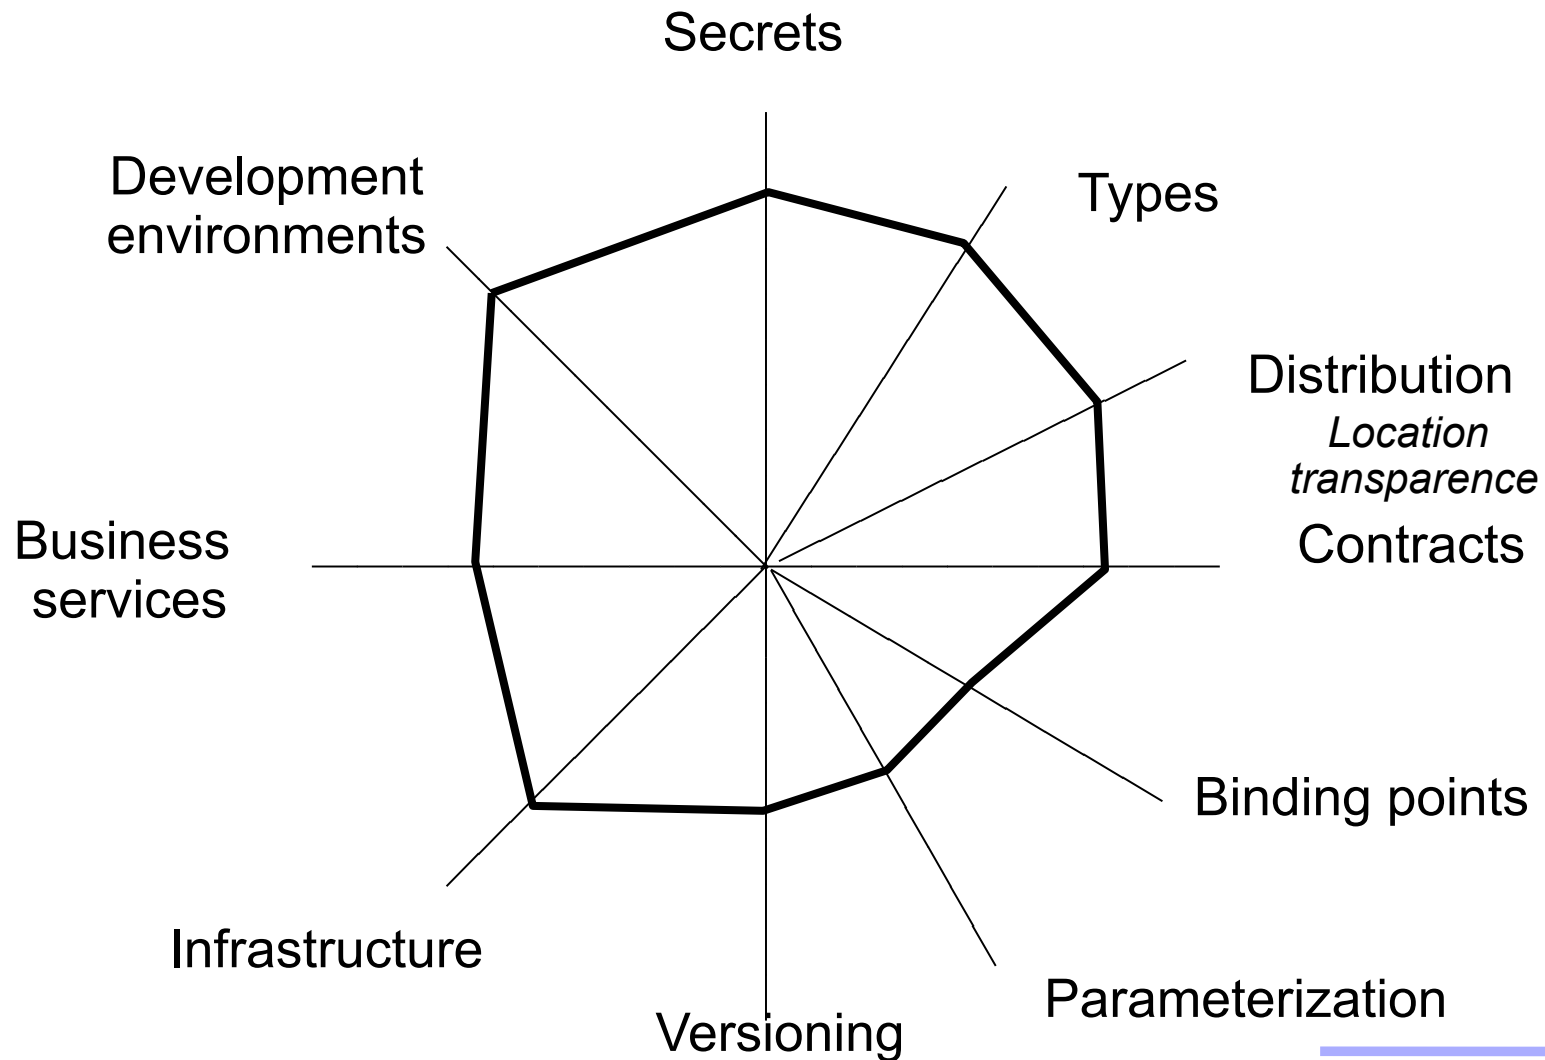 Secrets
Development
environments
Types
Distribution
Location
transparence
Business
services
Contracts
Binding points
Infrastructure
Parameterization
Versioning